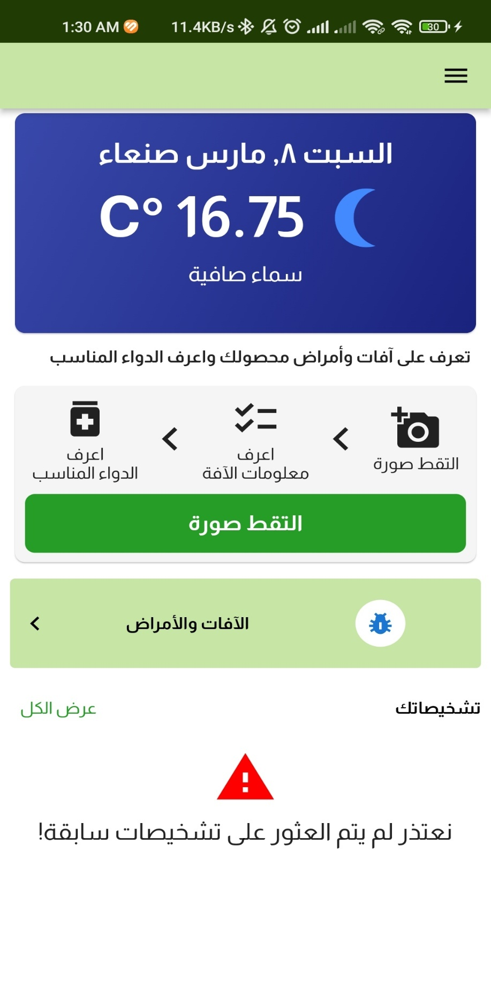 1:30 AM 11.4KB/s 30
السبت ٨, مارس صنعاء
16.75 °C
سماء صافية
تعرف على آفات وأمراض محصولك واعرف الدواء المناسب
التقط صورة
اعرف
معلومات الآفة
اعرف
الدواء المناسب
التقط صورة
الآفات والأمراض
تشخيصاتك
عرض الكل
نعتذر لم يتم العثور على تشخيصات سابقة!